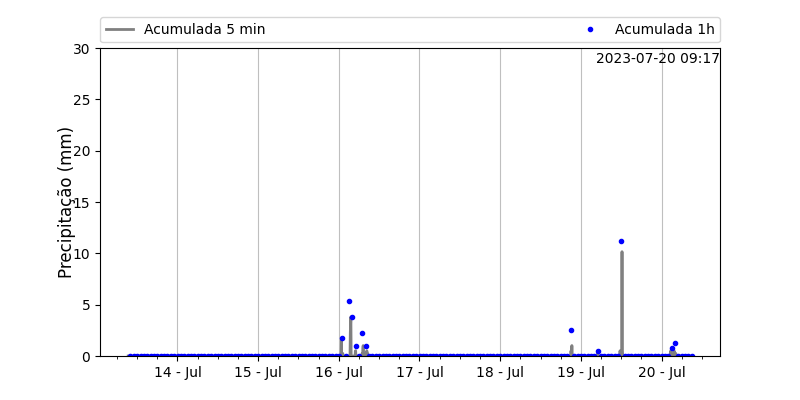 Acumulada 5 min
Acumulada 1h
2023-07-20 09:17
Precipitação (mm)
30
25
20
15
10
5
0
14 - Jul
15 - Jul
16 - Jul
17 - Jul
18 - Jul
19 - Jul
20 - Jul